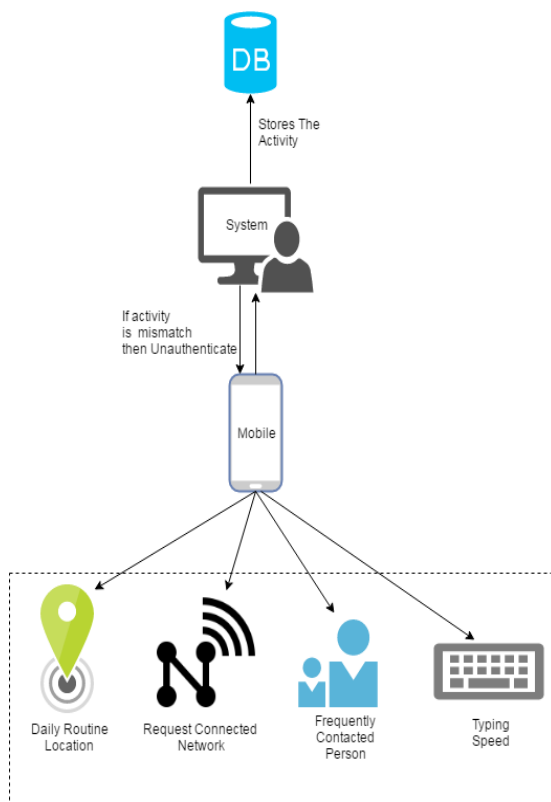 DB
Stores The
Activity
System
If activity
is mismatch
then Unauthenticate
Mobile
Daily Routine
Location
Request Connected
Network
Frequently
Contacted
Person
Typing
Speed